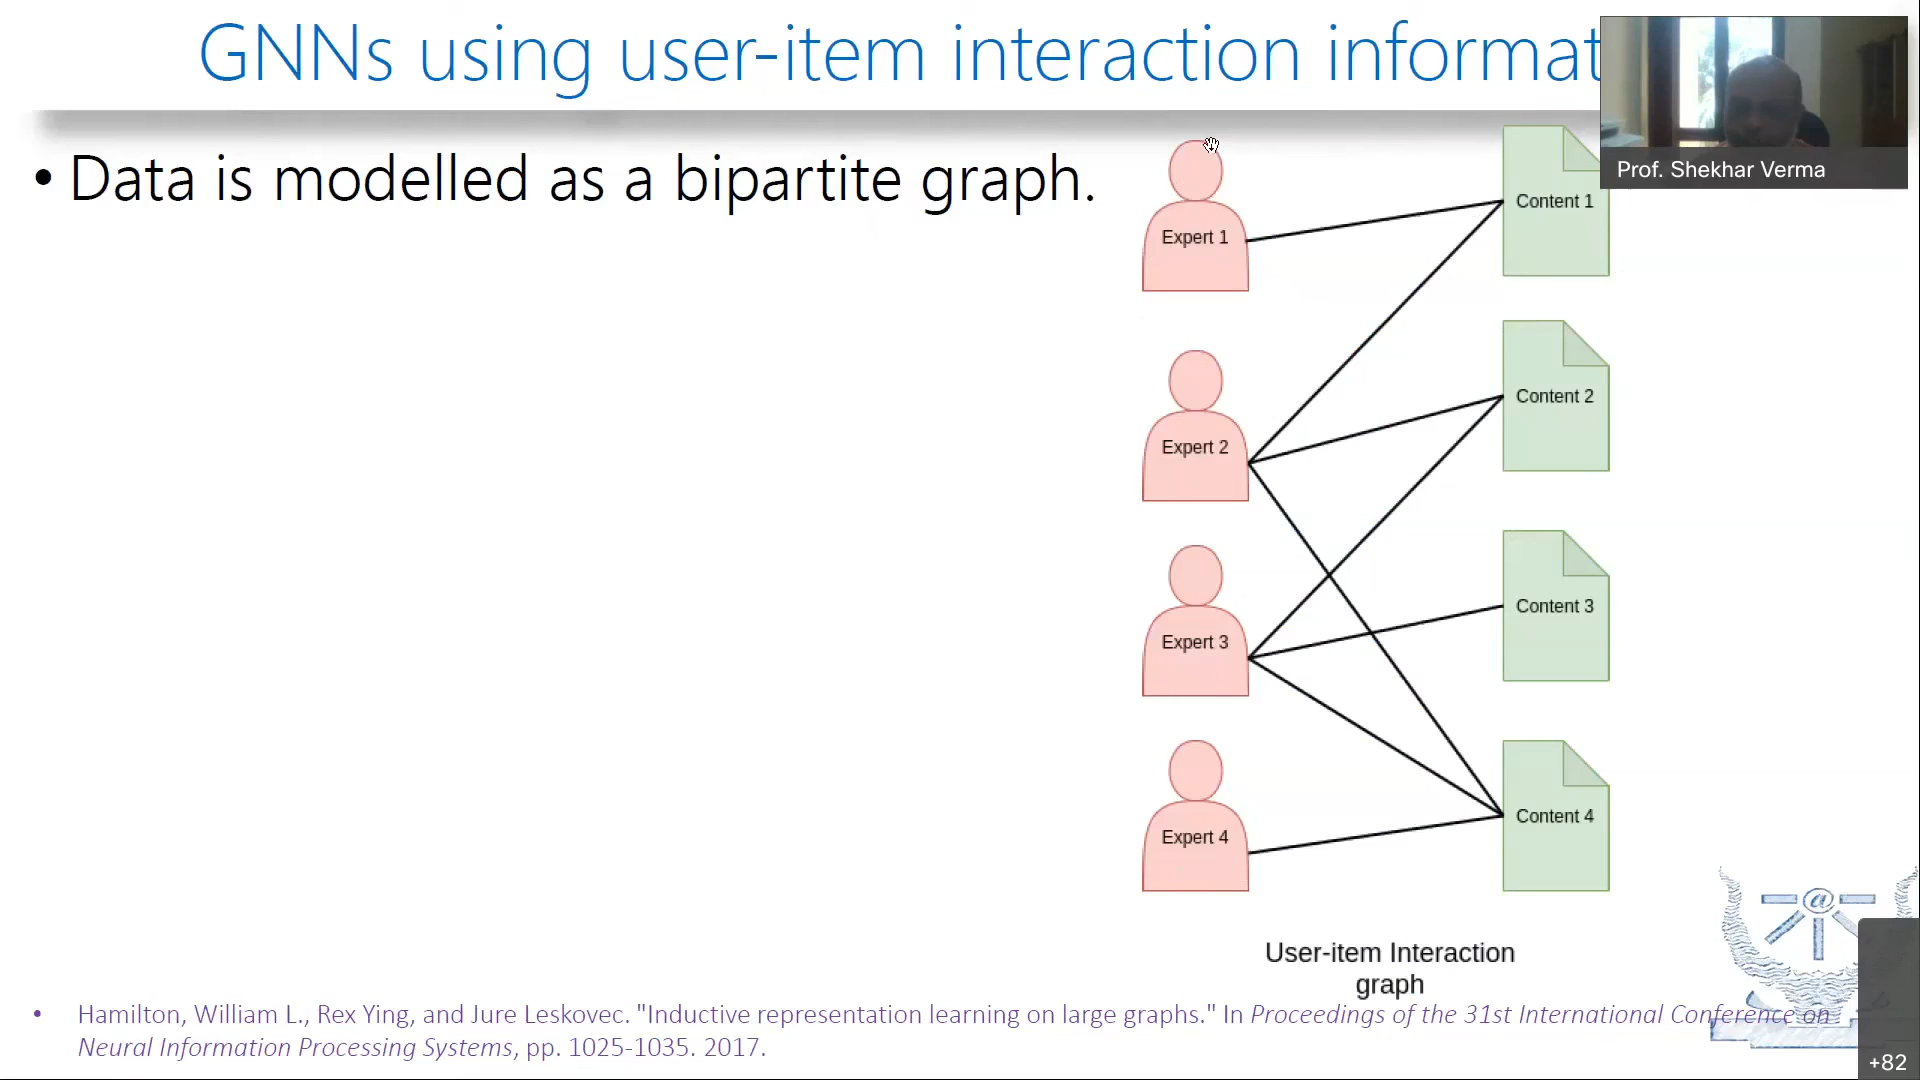 GNNs using user-item interaction informat
Prof. Shekhar Verma
• Data is modelled as a bipartite graph.
Expert 1
Content 1
Expert 2
Content 2
Expert 3
Content 3
Expert 4
Content 4
@
User-item Interaction
graph
• Hamilton, William L., Rex Ying, and Jure Leskovec. "Inductive representation learning on large graphs." In Proceedings of the 31st International Conference on
Neural Information Processing Systems, pp. 1025-1035. 2017.
+82